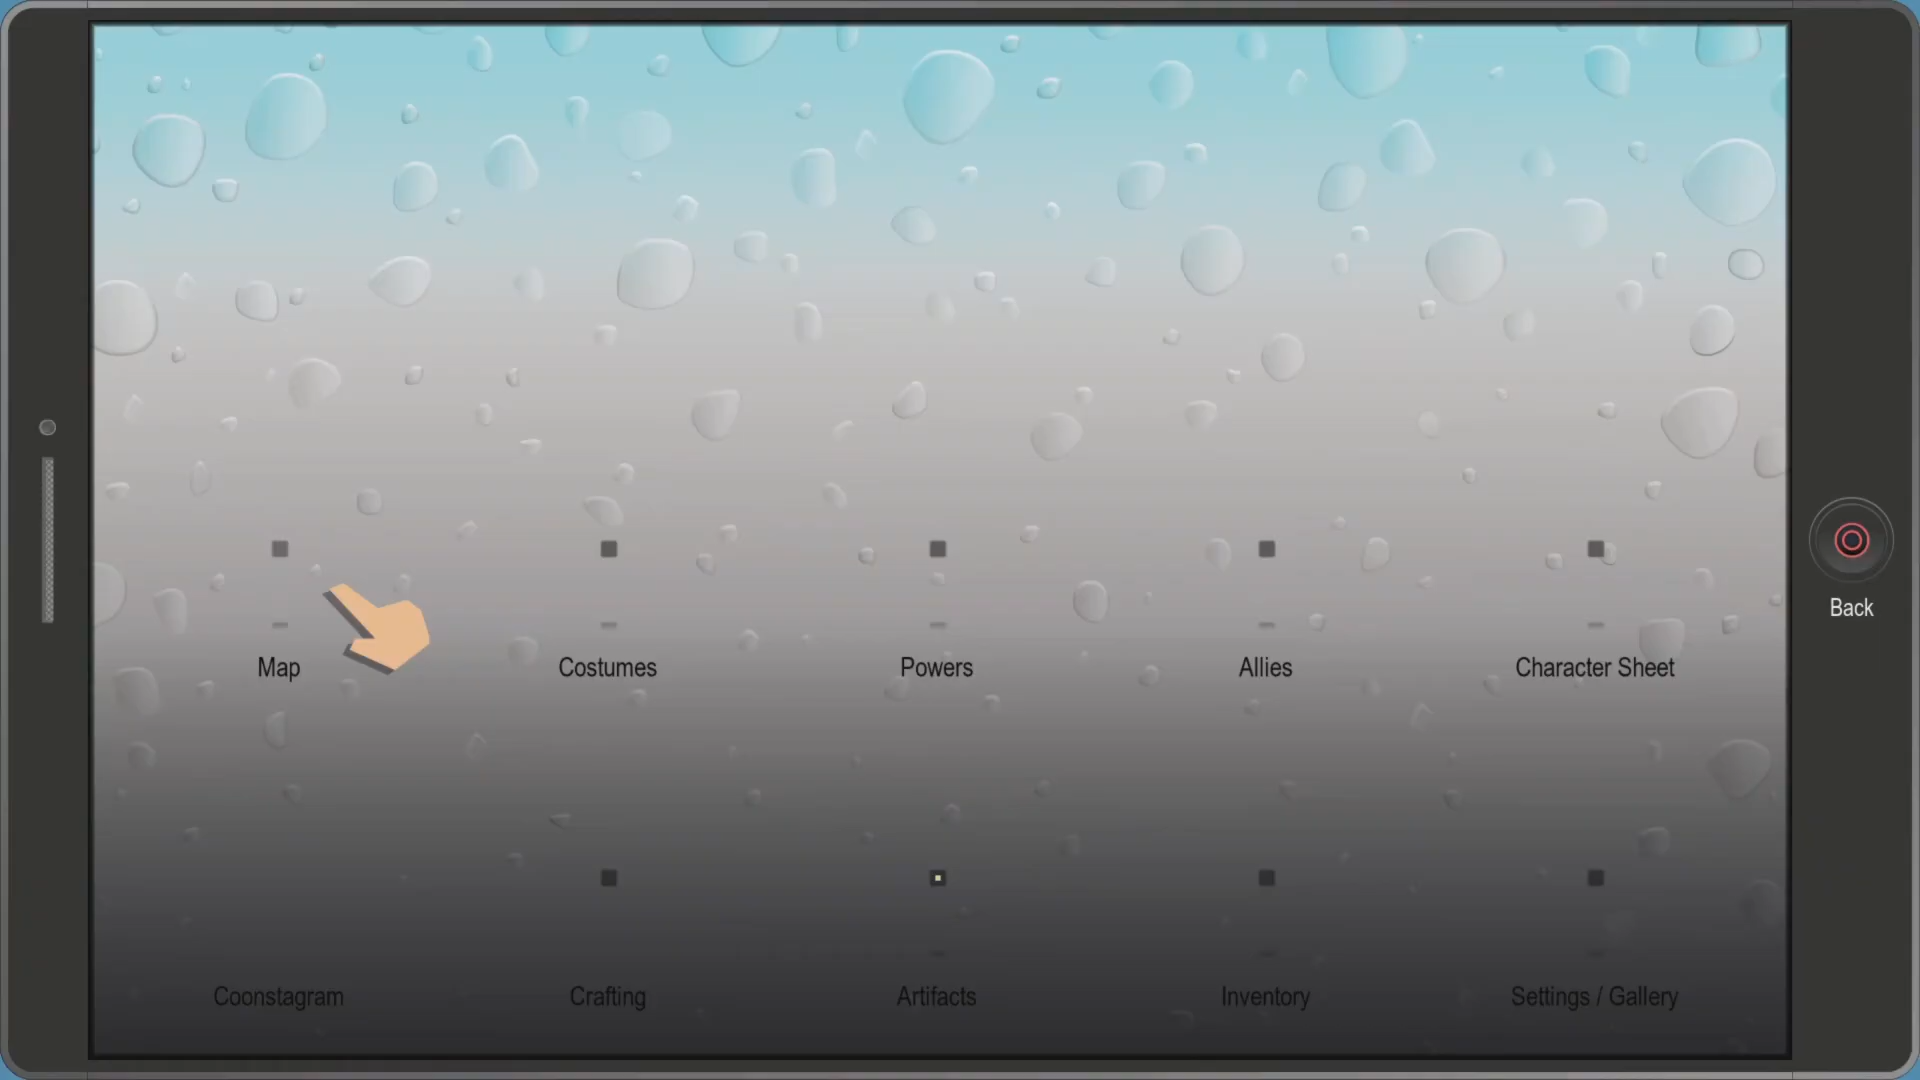 Back
Map
Costumes
Powers
Allies
Character Sheet
Coonstagram
Crafting
Artifacts
Inventory
Settings / Gallery